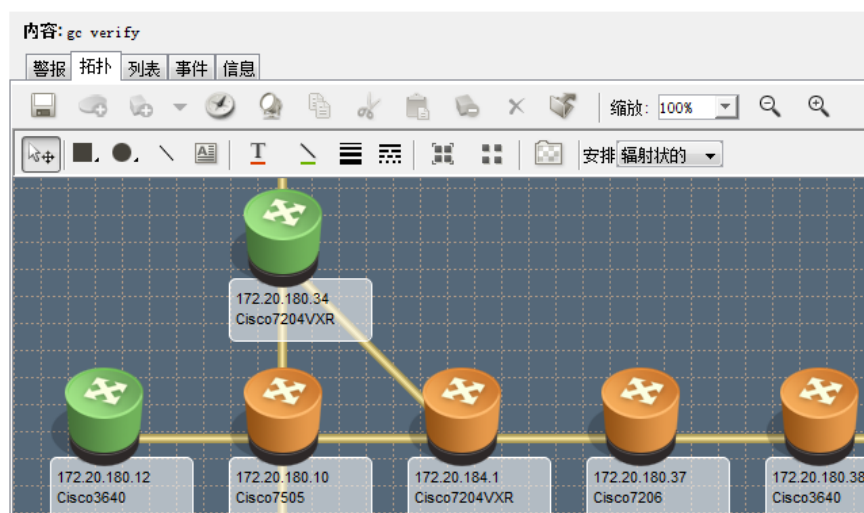 内容: gc verify
警报 拓扑 列表 事件 信息
缩放: 100%
T 安排 辐射状的
172.20.180.34
Cisco7204VXR
172.20.180.12
Cisco3640
172.20.180.10
Cisco7505
172.20.184.1
Cisco7204VXR
172.20.180.37
Cisco7206
172.20.180.38
Cisco3640